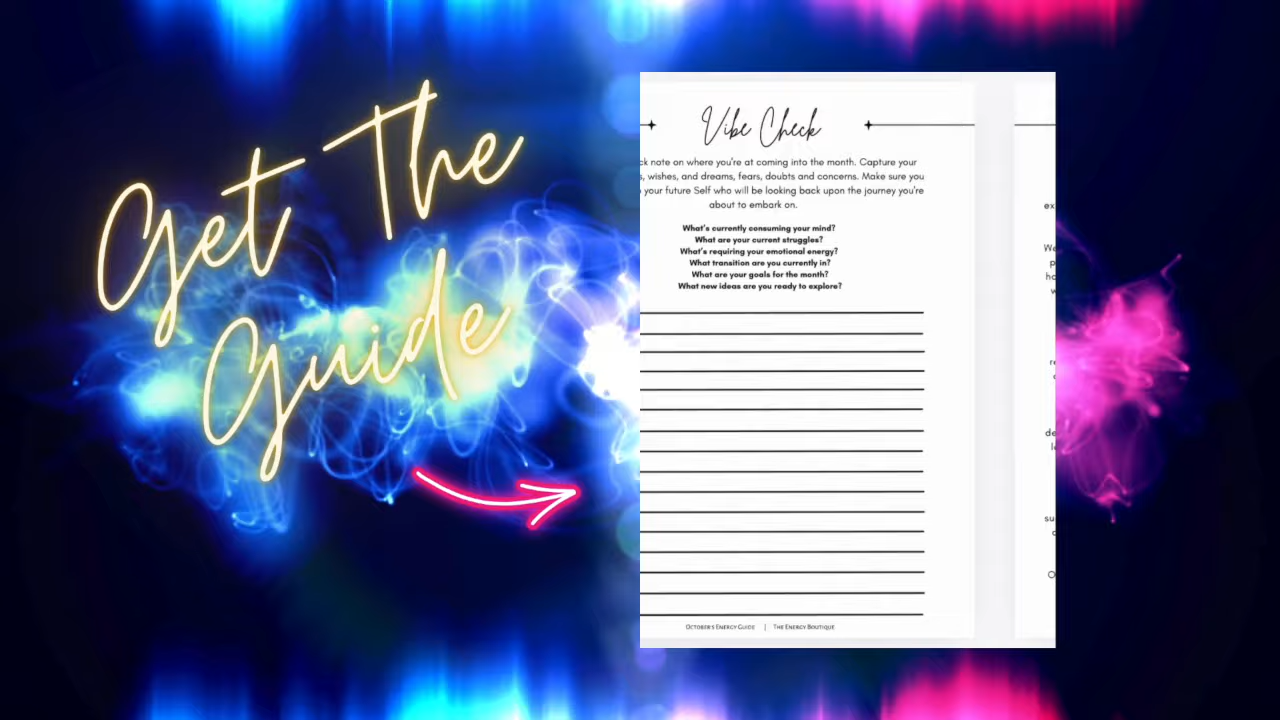 Get The
Guide
Vibe Check
note on where you're at coming into the month. Capture your
wishes, and dreams, fears, doubts and concerns. Make sure you
your future Self who will be looking back upon the journey you're
about to embark on.
What's currently consuming your mind?
What are your current struggles?
What's requiring your emotional energy?
What transition are you currently in?
What are your goals for the month?
What new ideas are you ready to explore?
October's Energy Guide | The Energy Boutique